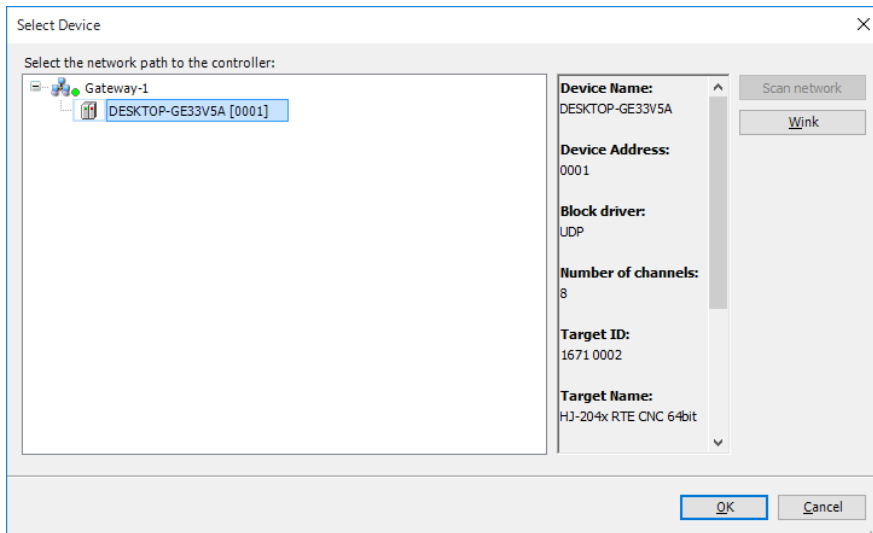 Select Device
Select the network path to the controller:
Gateway-1
DESKTOP-GE33V5A [0001]
Device Name:
DESKTOP-GE33V5A
Device Address:
0001
Block driver:
UDP
Number of channels:
8
Target ID:
1671 0002
Target Name:
HJ-204x RTE CNC 64bit
Scan network
Wink
OK
Cancel